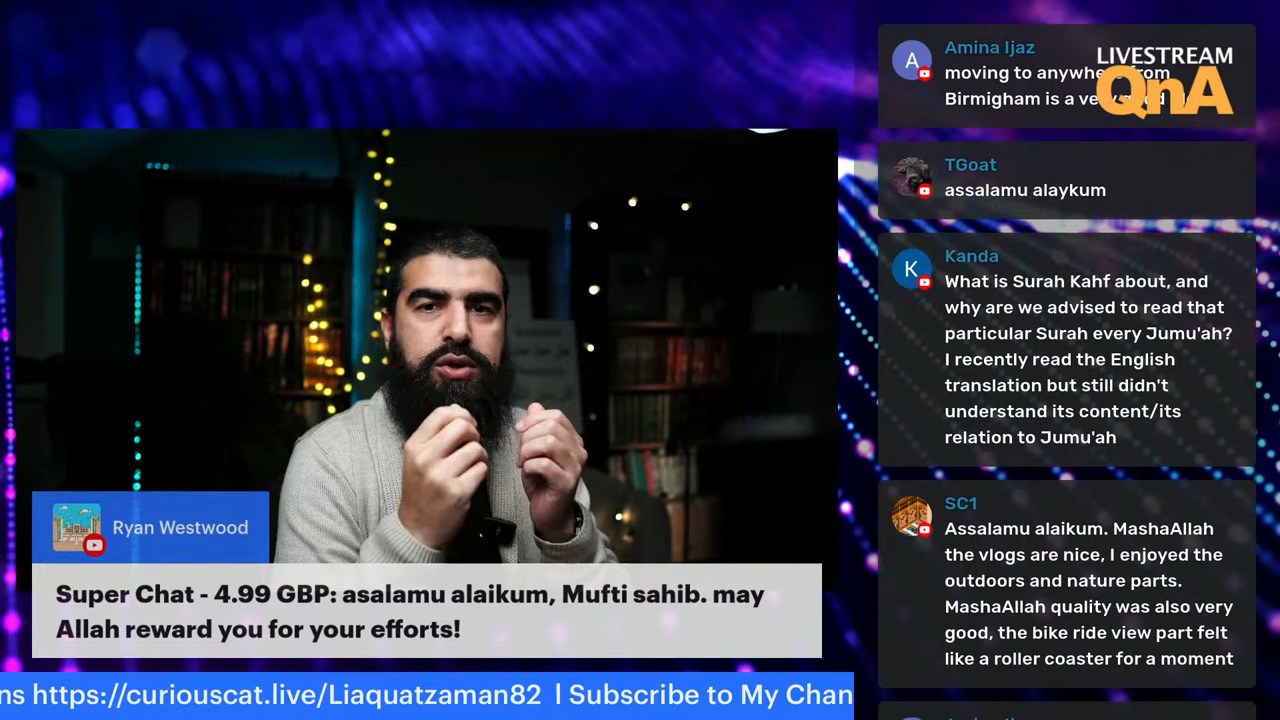 Amina Ijaz
moving to anywhe from
Birmigham is a ve
LIVESTREAM
QnA
TGoat
assalamu alaykum
Kanda
What is Surah Kahf about, and
why are we advised to read that
particular Surah every Jumu'ah?
I recently read the English
translation but still didn't
understand its content/its
relation to Jumu'ah
SC1
Assalamu alaikum. MashaAllah
the vlogs are nice, I enjoyed the
outdoors and nature parts.
MashaAllah quality was also very
good, the bike ride view part felt
like a roller coaster for a moment
Ryan Westwood
Super Chat - 4.99 GBP: asalamu alaikum, Mufti sahib. may
Allah reward you for your efforts!
ns https://curiouscat.live/Liaquatzaman82 l Subscribe to My Chan